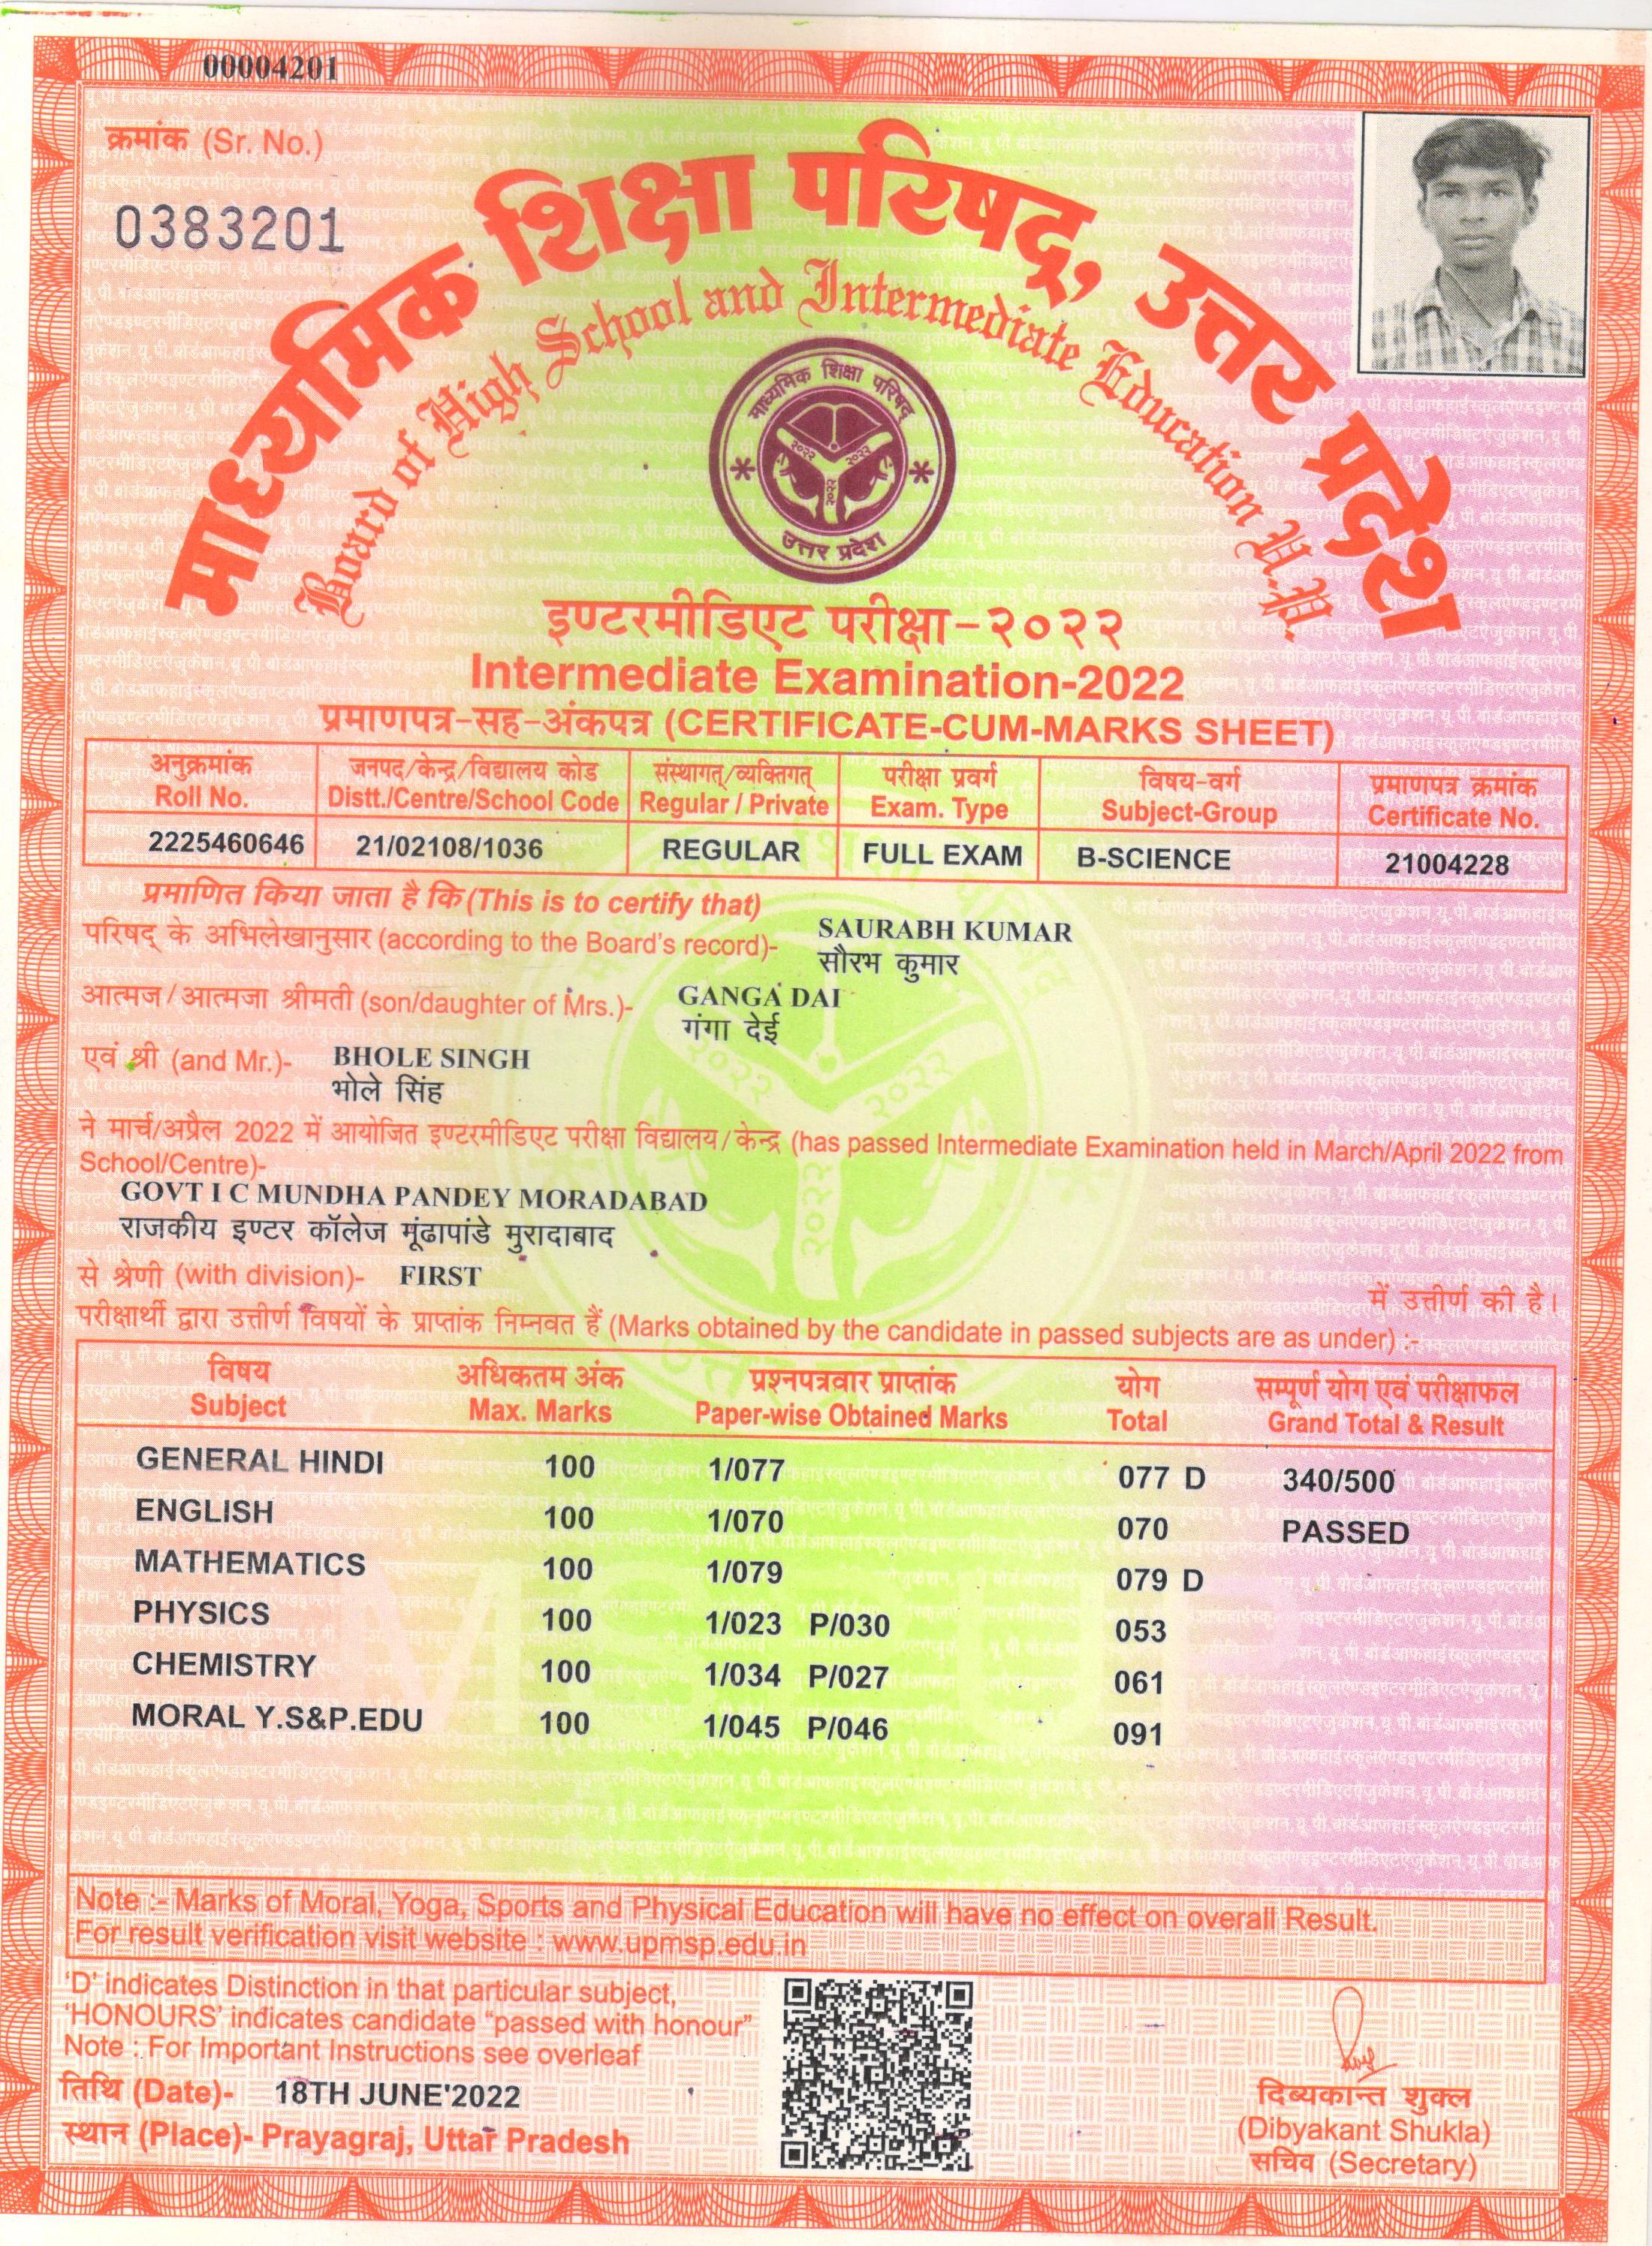 00004201
क्रमांक (Sr. No.)
0383201
माध्यमिक शिक्षा परिषद्, उत्तर प्रदेश
Board of High School and Intermediate Education U.P.
माध्यमिक शिक्षा परिषद्
२०२२ २०२२
२०२२
उत्तर प्रदेश
इण्टरमीडिएट परीक्षा-२०२२
Intermediate Examination-2022
प्रमाणपत्र-सह-अंकपत्र (CERTIFICATE-CUM-MARKS SHEET)
अनुक्रमांक जनपद/केन्द्र/विद्यालय कोड संस्थागत्/व्यक्तिगत् परीक्षा प्रवर्ग विषय-वर्ग प्रमाणपत्र क्रमांक
Roll No. Distt./Centre/School Code Regular / Private Exam. Type Subject-Group Certificate No.
2225460646 21/02108/1036 REGULAR FULL EXAM B-SCIENCE 21004228
प्रमाणित किया जाता है कि (This is to certify that)
परिषद् के अभिलेखानुसार (according to the Board's record)- SAURABH KUMAR
सौरभ कुमार
आत्मज/आत्मजा श्रीमती (son/daughter of Mrs.)- GANGA DAI
गंगा देई
एवं श्री (and Mr.)- BHOLE SINGH
भोले सिंह
ने मार्च/अप्रैल 2022 में आयोजित इण्टरमीडिएट परीक्षा विद्यालय/केन्द्र (has passed Intermediate Examination held in March/April 2022 from
School/Centre)-
GOVT I C MUNDHA PANDEY MORADABAD
राजकीय इण्टर कॉलेज मूंढापांडे मुरादाबाद
से श्रेणी (with division)- FIRST में उत्तीर्ण की है।
परीक्षार्थी द्वारा उत्तीर्ण विषयों के प्राप्तांक निम्नवत हैं (Marks obtained by the candidate in passed subjects are as under) :-
विषय अधिकतम अंक प्रश्नपत्रवार प्राप्तांक योग सम्पूर्ण योग एवं परीक्षाफल
Subject Max. Marks Paper-wise Obtained Marks Total Grand Total & Result
GENERAL HINDI 100 1/077 077 D 340/500
ENGLISH 100 1/070 070 PASSED
MATHEMATICS 100 1/079 079 D
PHYSICS 100 1/023 P/030 053
CHEMISTRY 100 1/034 P/027 061
MORAL Y.S&P.EDU 100 1/045 P/046 091
Note :- Marks of Moral, Yoga, Sports and Physical Education will have no effect on overall Result.
For result verification visit website : www.upmsp.edu.in
'D' indicates Distinction in that particular subject,
'HONOURS' indicates candidate "passed with honour"
Note : For Important Instructions see overleaf
तिथि (Date)- 18TH JUNE'2022
स्थान (Place)- Prayagraj, Uttar Pradesh
दिब्यकान्त शुक्ल
(Dibyakant Shukla)
सचिव (Secretary)